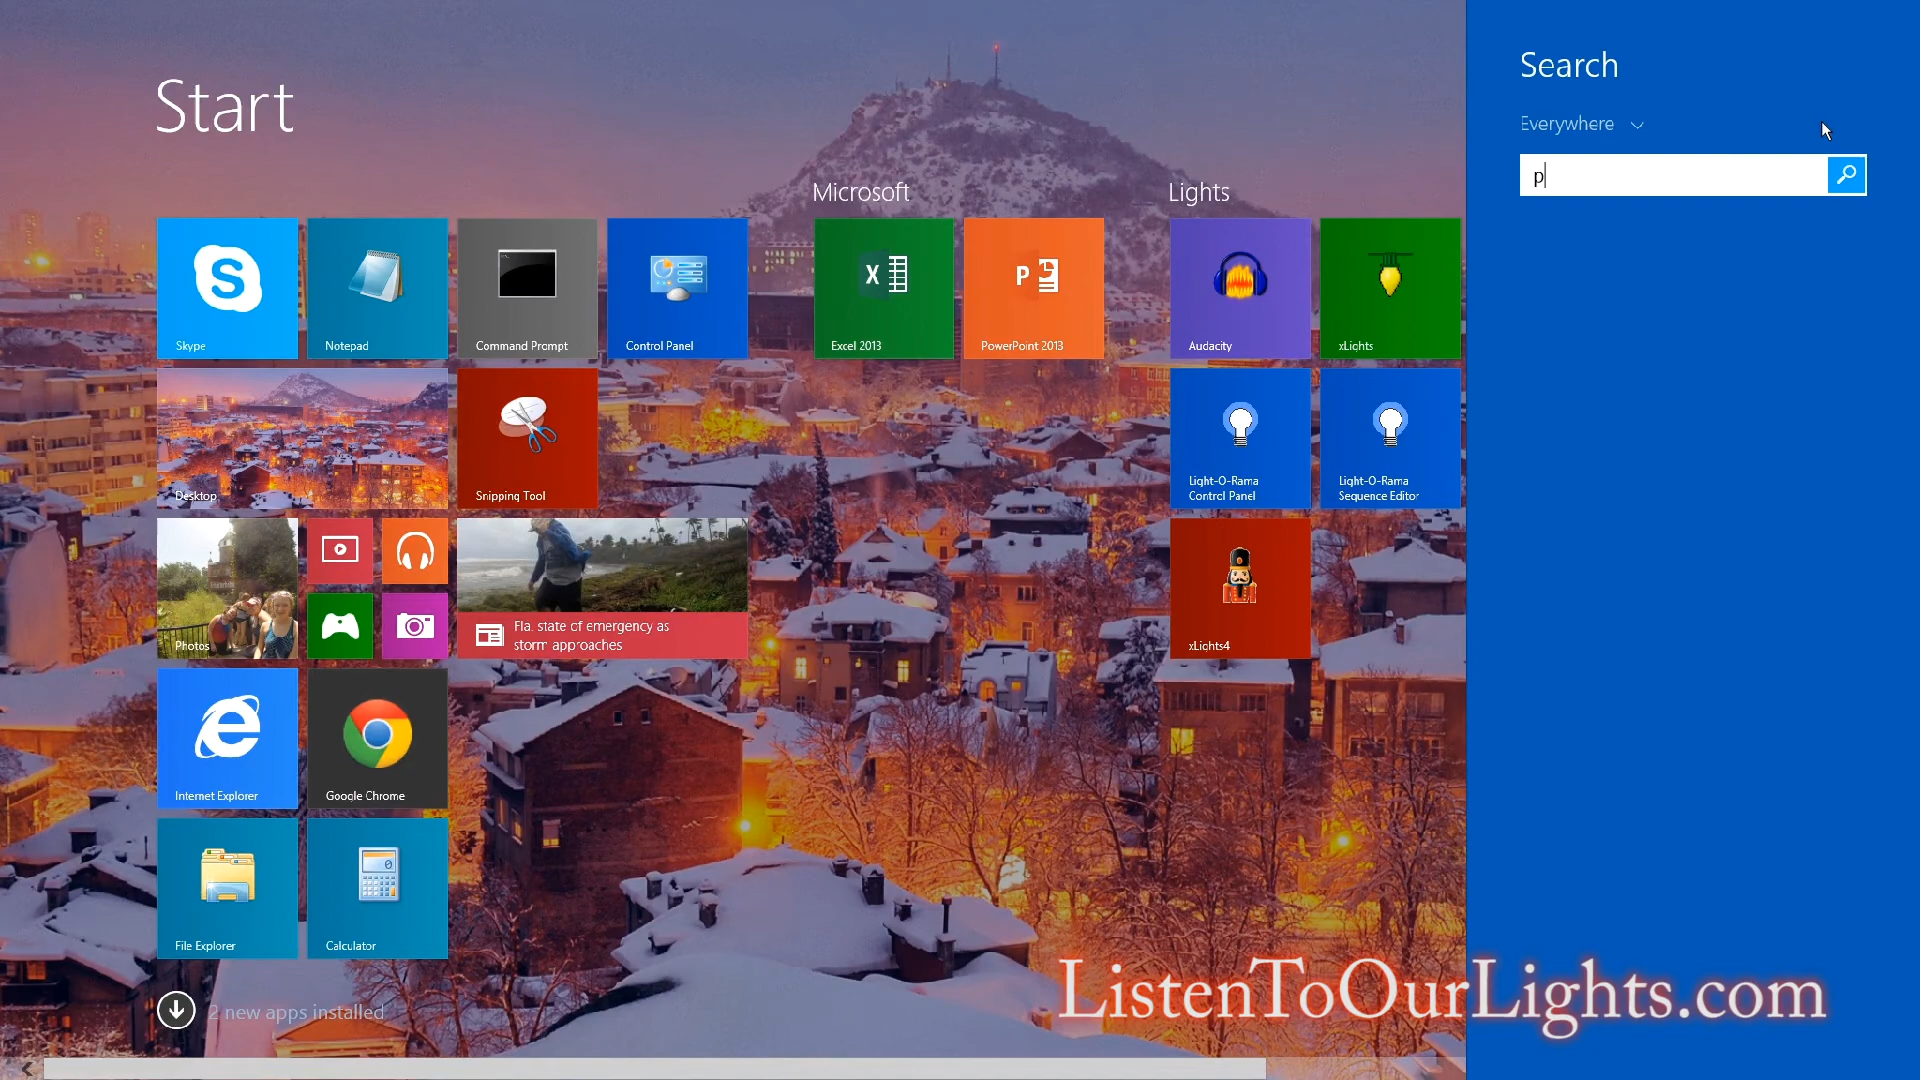 Start
Search
Everywhere
p
Microsoft
Lights
Skype
Notepad
Command Prompt
Control Panel
Excel 2013
PowerPoint 2013
Audacity
xLights
Desktop
Snipping Tool
Light-O-Rama
Control Panel
Light-O-Rama
Sequence Editor
Photos
Fla. state of emergency as
storm approaches
xLights4
Internet Explorer
Google Chrome
File Explorer
Calculator
2 new apps installed
ListenToOurLights.com